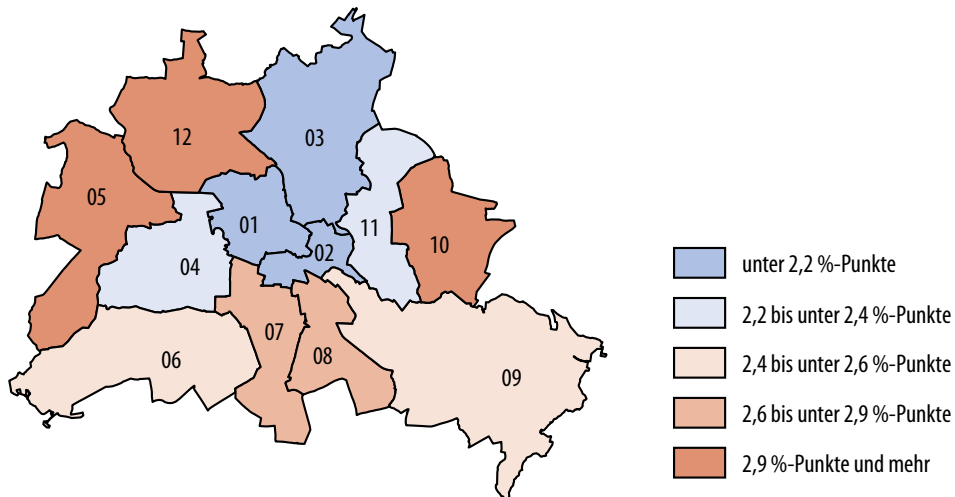 12
03
05
01
11
02
10
04
07
06
08
09
unter 2,2 %-Punkte
2,2 bis unter 2,4 %-Punkte
2,4 bis unter 2,6 %-Punkte
2,6 bis unter 2,9 %-Punkte
2,9 %-Punkte und mehr